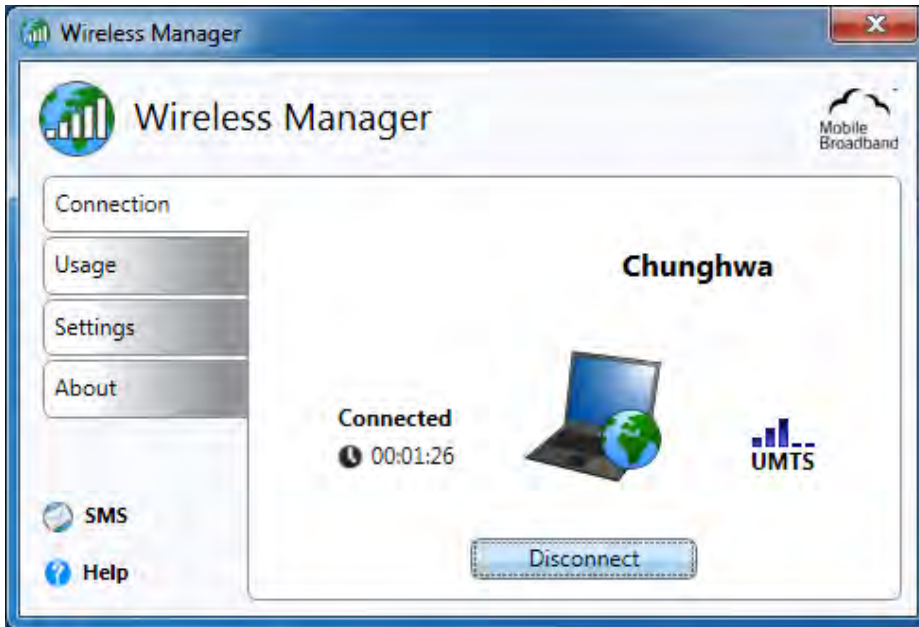 Wireless Manager
Wireless Manager
Mobile
Broadband
Connection
Usage
Settings
About
Chunghwa
Connected
00:01:26
UMTS
SMS
Help
Disconnect